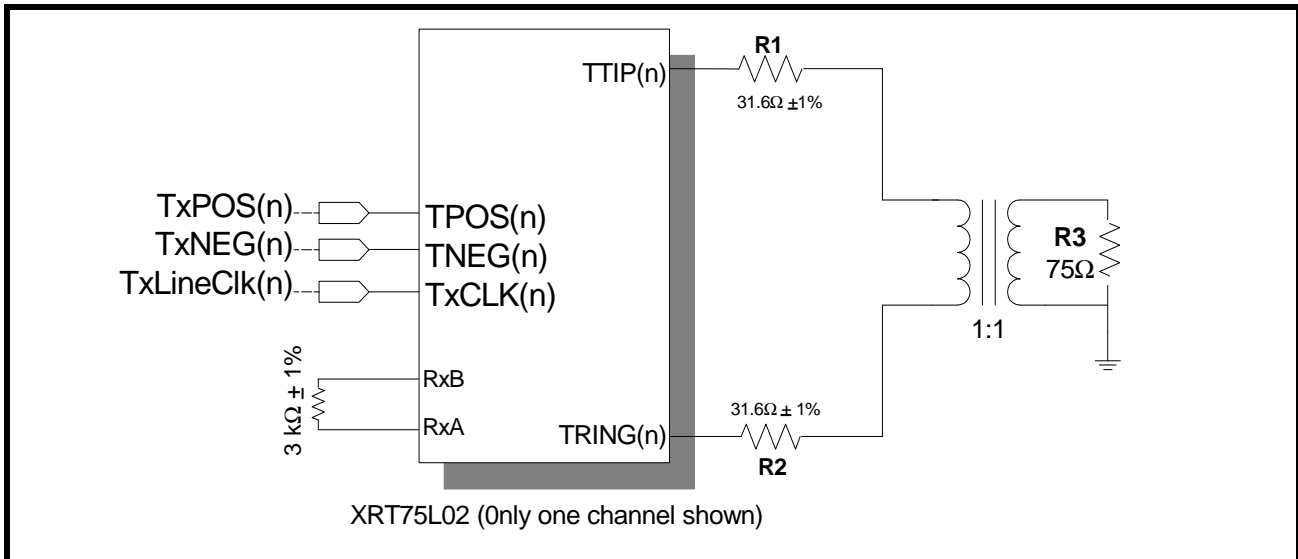 TTIP(n)
R1
31.6Ω ±1%
TxPOS(n)
TPOS(n)
TxNEG(n)
TNEG(n)
TxLineClk(n)
TxCLK(n)
R3
75Ω
1:1
3 kΩ ± 1%
RxB
RxA
31.6Ω ± 1%
TRING(n)
R2
XRT75L02 (0nly one channel shown)